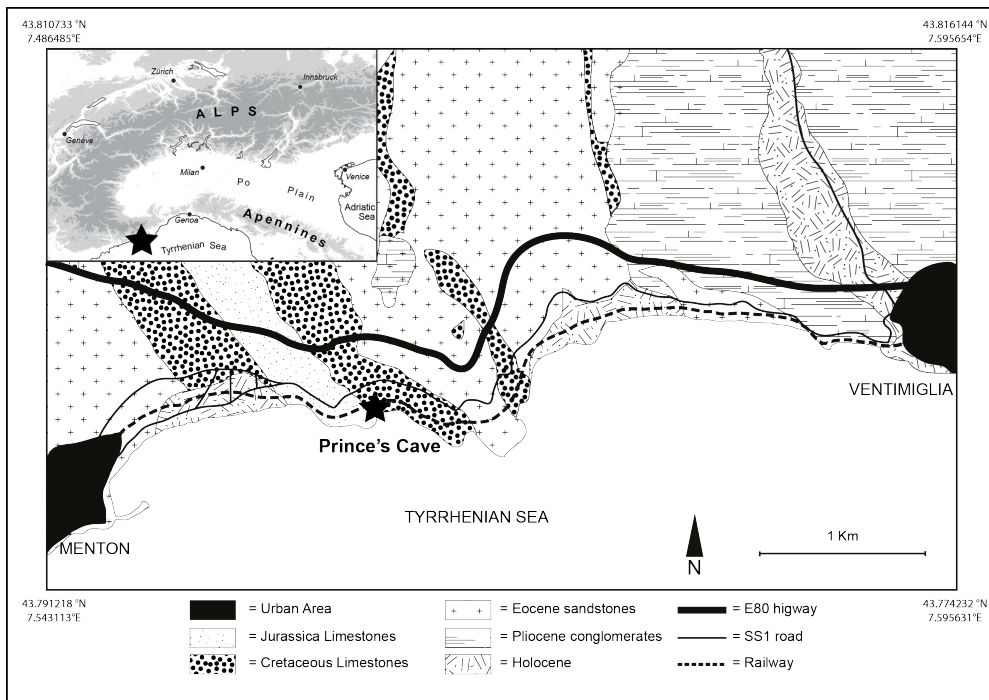 43.810733 °N
7.486485°E
43.816144 °N
7.595654°E
Zürich
Innsbruck
ALPS
Genève
Milan
Venice
Po Plain
Adriatic
Sea
Genoa
Apennines
Tyrrhenian Sea
VENTIMIGLIA
Prince's Cave
TYRRHENIAN SEA
1 Km
MENTON
N
43.791218 °N
7.543113°E
43.774232 °N
7.595631°E
= Urban Area
= Eocene sandstones
= E80 higway
= Jurassica Limestones
= Pliocene conglomerates
= SS1 road
= Cretaceous Limestones
= Holocene
= Railway